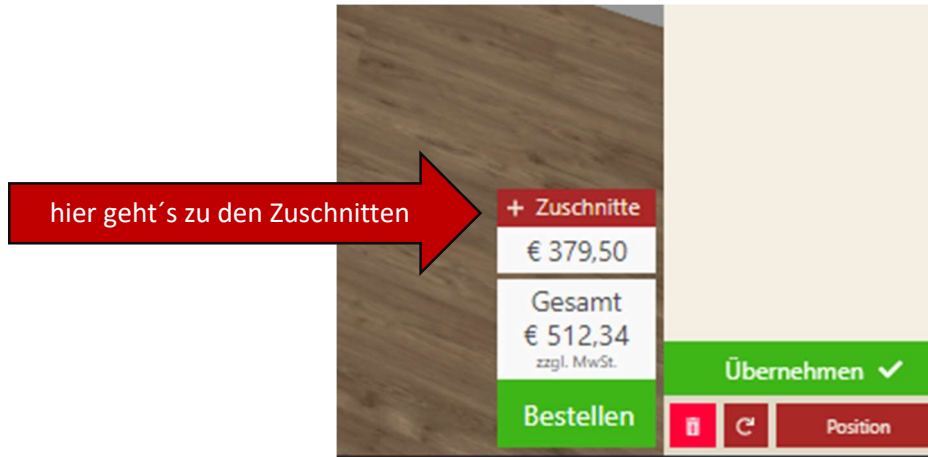 hier geht´s zu den Zuschnitten
+ Zuschnitte
€ 379,50
Gesamt
€ 512,34
zzgl. MwSt.
Bestellen
Übernehmen ✓
Position